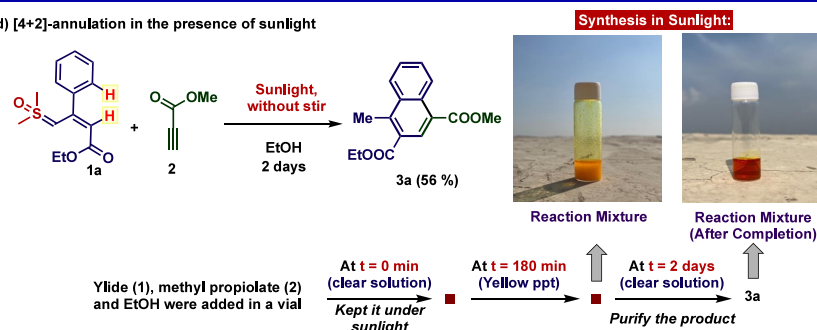 d) [4+2]-annulation in the presence of sunlight
Synthesis in Sunlight:
H
H
O
S
EtO
O
1a
+
O
OMe
2
Sunlight,
without stir
EtOH
2 days
Me
COOMe
EtOOC
3a (56 %)
Reaction Mixture
Reaction Mixture
(After Completion)
Ylide (1), methyl propiolate (2)
and EtOH were added in a vial
At t = 0 min
(clear solution)
Kept it under
sunlight
At t = 180 min
(Yellow ppt)
At t = 2 days
(clear solution)
Purify the product
3a